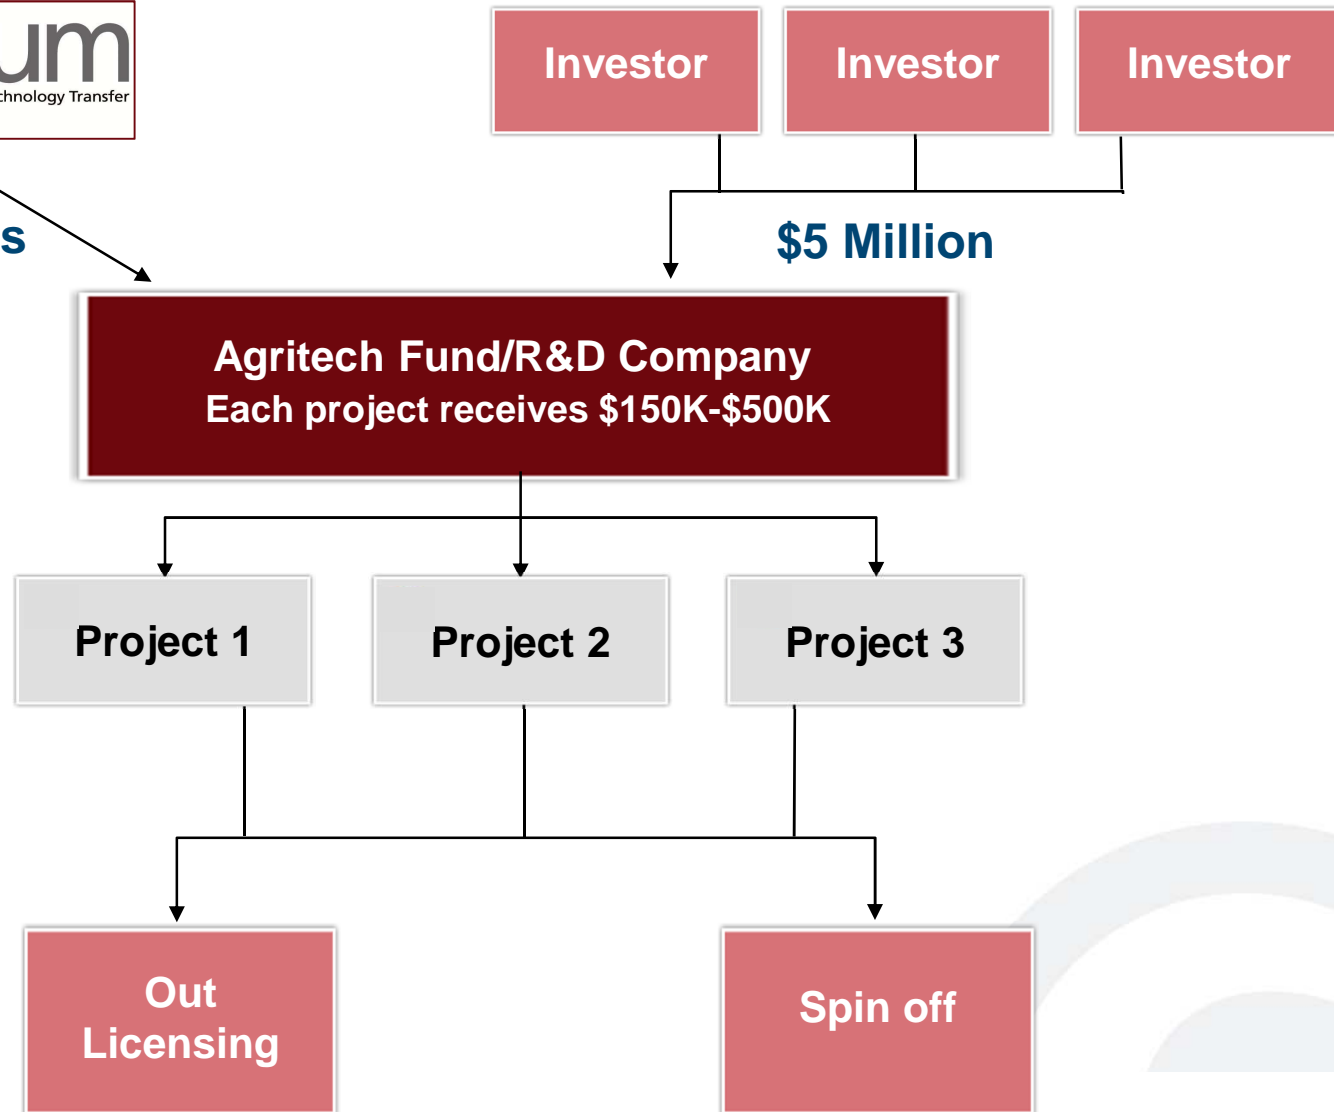 um
chnology Transfer
Investor
Investor
Investor
s
$5 Million
Agritech Fund/R&D Company
Each project receives $150K-$500K
Project 1
Project 2
Project 3
Out
Licensing
Spin off